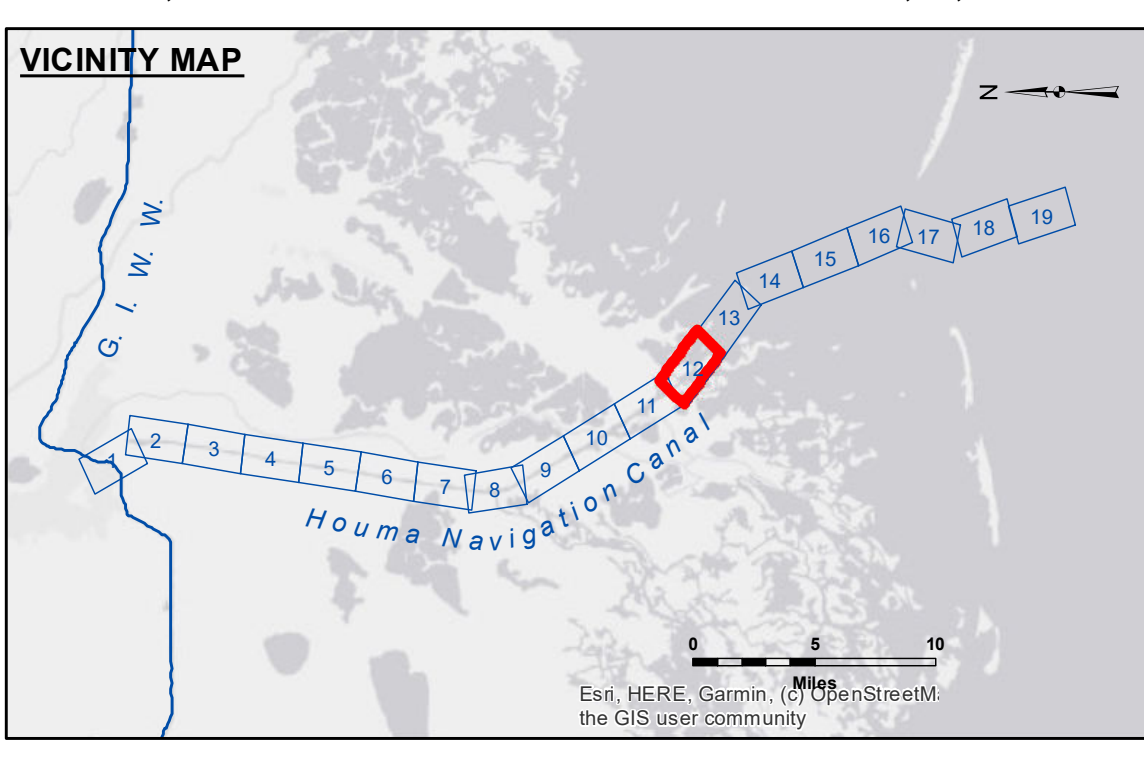 VICINITY MAP
N
G. I. W. W.
1
2
3
4
5
6
7
8
9
10
11
12
13
14
15
16
17
18
19
Houma Navigation Canal
0 5 10
Miles
Esri, HERE, Garmin, (c) OpenStreetM
the GIS user community